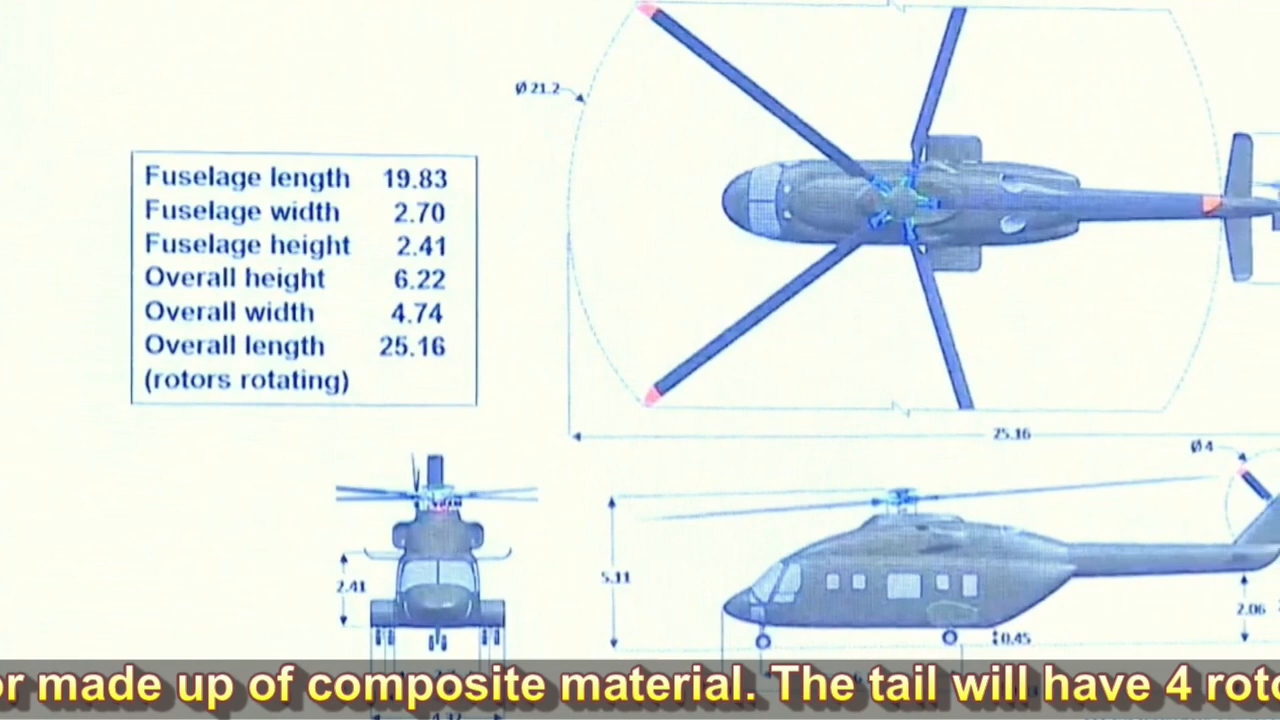 Ø 21.2
Fuselage length 19.83
Fuselage width 2.70
Fuselage height 2.41
Overall height 6.22
Overall width 4.74
Overall length 25.16
(rotors rotating)
25.16
Ø 4
2.41
5.11
2.06
0.45
or made up of composite material. The tail will have 4 roto